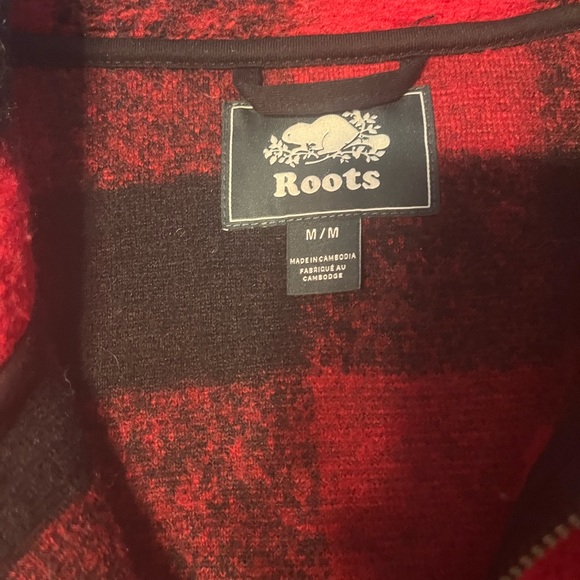 Roots
M/M
MADE IN CAMBODIA
FABRIQUÉ AU
CAMBODGE